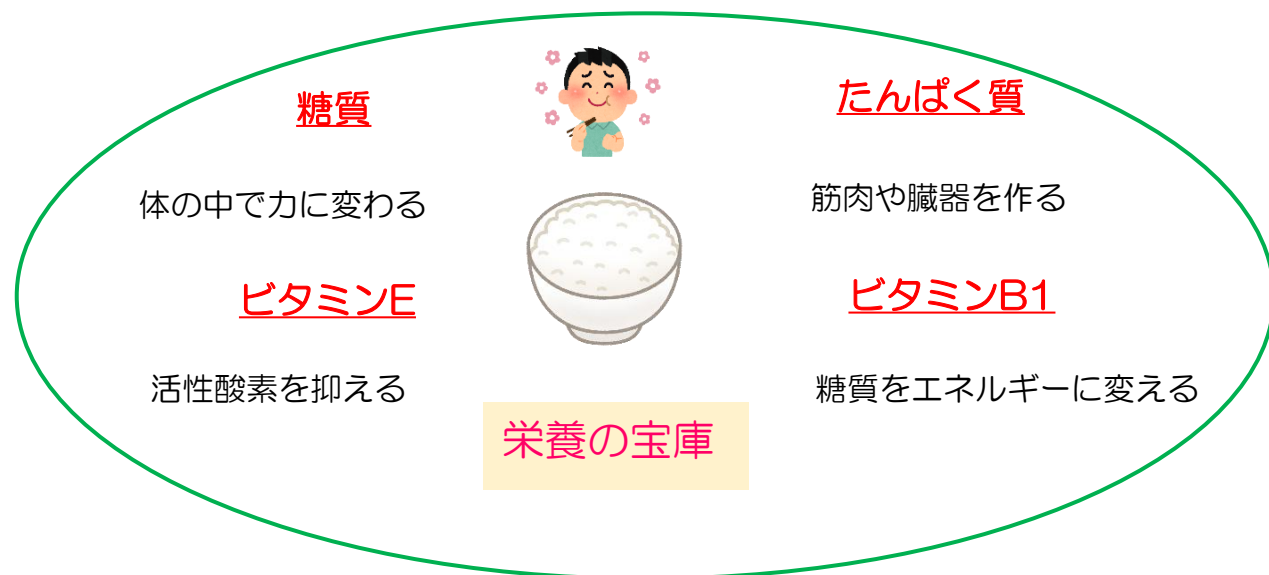 糖質
体の中で力に変わる
ビタミンE
活性酸素を抑える
たんぱく質
筋肉や臓器を作る
ビタミンB1
糖質をエネルギーに変える
栄養の宝庫